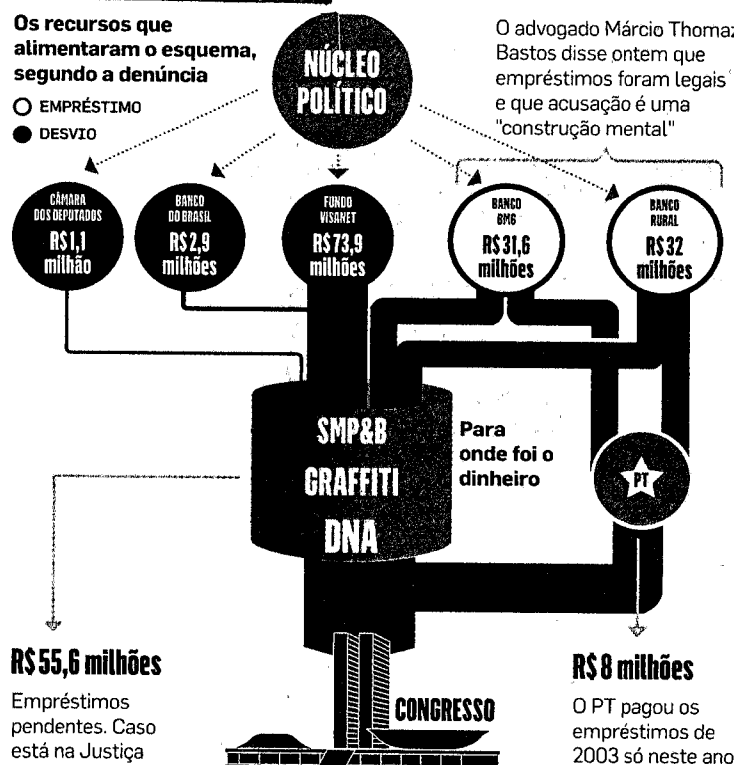 Os recursos que
alimentaram o esquema,
segundo a denúncia
EMPRÉSTIMO
DESVIO
NÚCLEO
POLÍTICO
O advogado Márcio Thomaz
Bastos disse ontem que
empréstimos foram legais
e que acusação é uma
"construção mental"
CÂMARA
DOS DEPUTADOS
R$1,1
milhão
BANCO
DO BRASIL
R$2,9
milhões
FUNDO
VISANET
R$73,9
milhões
BANCO
BMG
R$31,6
milhões
BANCO
RURAL
R$32
milhões
SMP&B
GRAFFITI
DNA
Para
onde foi o
dinheiro
PT
R$55,6 milhões
Empréstimos
pendentes. Caso
está na Justiça
CONGRESSO
R$8 milhões
O PT pagou os
empréstimos de
2003 só neste ano